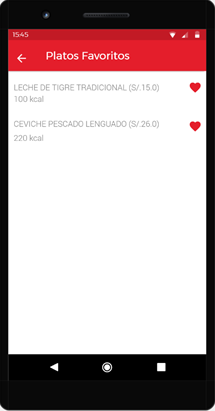 15:45
Platos Favoritos
LECHE DE TIGRE TRADICIONAL (S/.15.0)
100 kcal
CEVICHE PESCADO LENGUADO (S/.26.0)
220 kcal